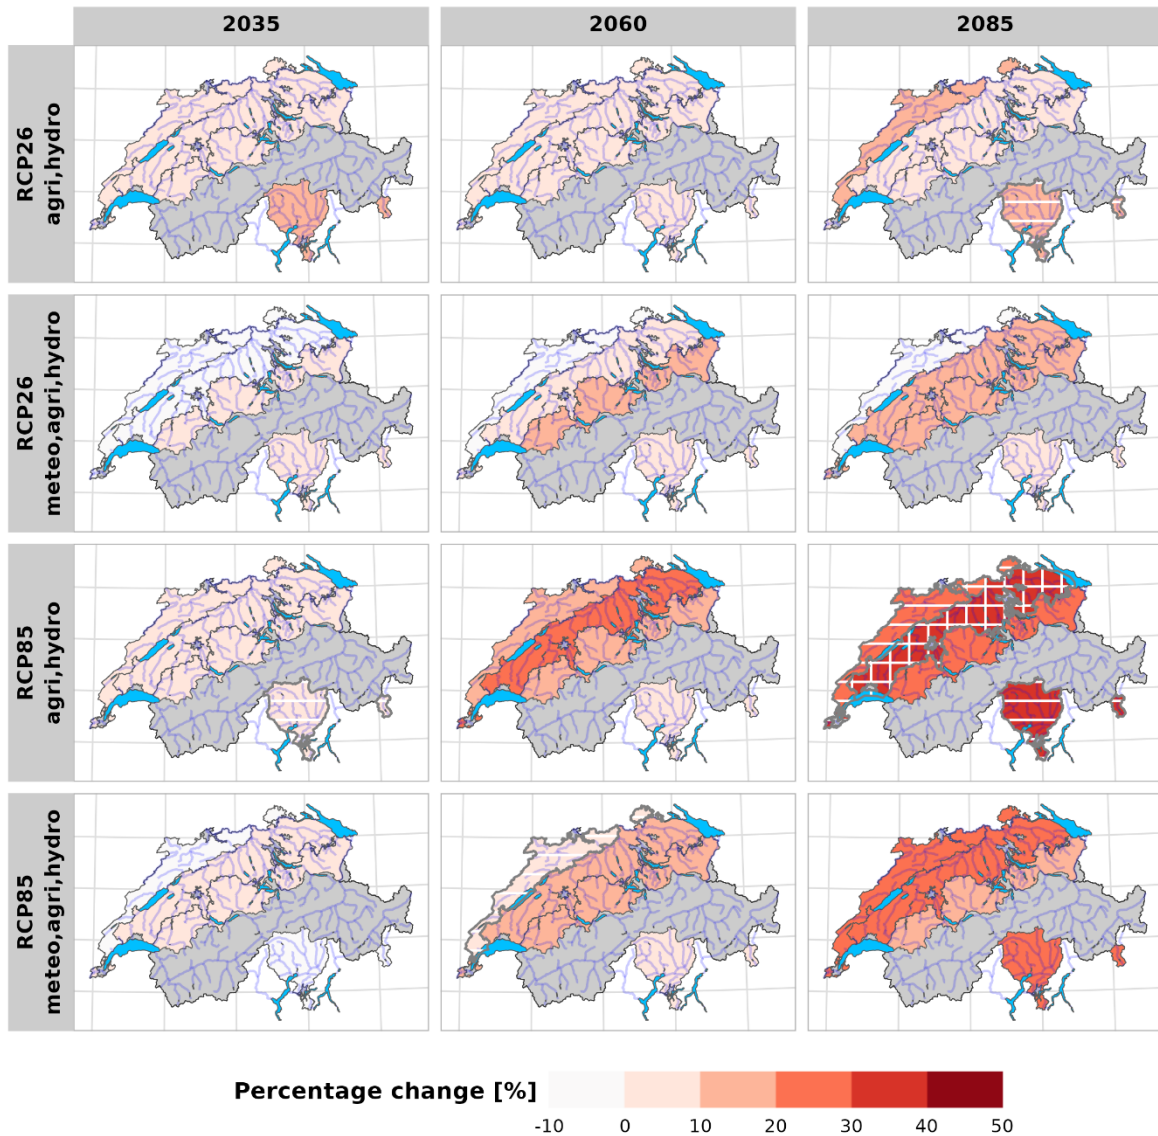 2035
2060
2085
RCP26
agri,hydro
RCP26
meteo,agri,hydro
RCP85
agri,hydro
RCP85
meteo,agri,hydro
Percentage change [%]
-10
0
10
20
30
40
50